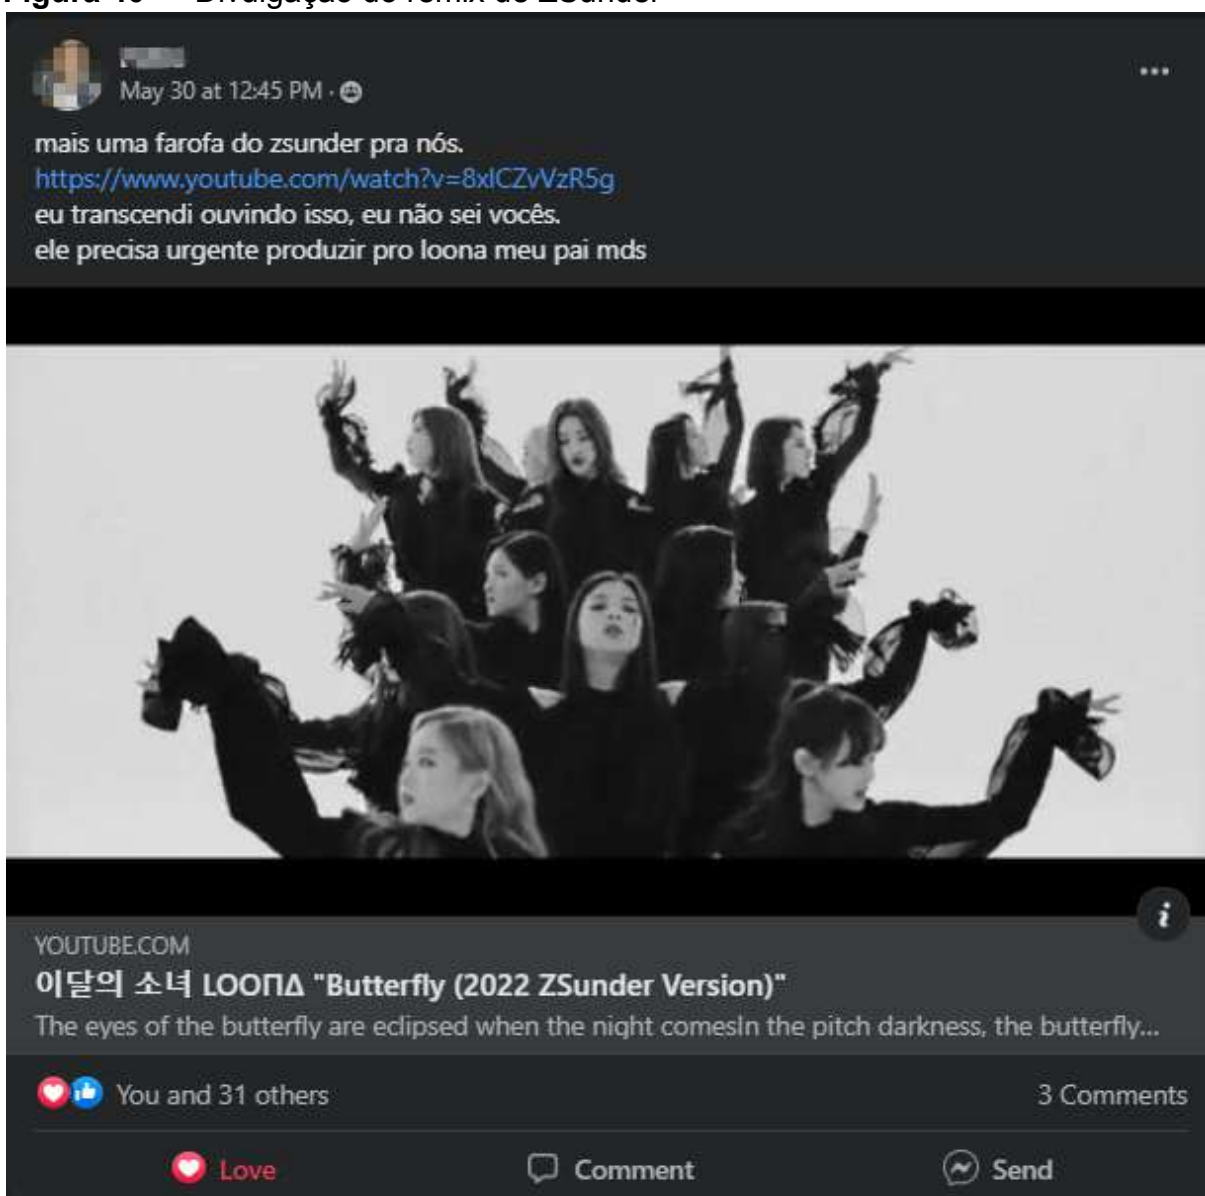 Divulgação do remix do ZSunder
May 30 at 12:45 PM ·
mais uma farofa do zsunder pra nós.
https://www.youtube.com/watch?v=8xlCZvVzR5g
eu transcendi ouvindo isso, eu não sei vocês.
ele precisa urgente produzir pro loona meu pai mds
YOUTUBE.COM
이달의 소녀 LOOΠΔ "Butterfly (2022 ZSunder Version)"
The eyes of the butterfly are eclipsed when the night comesIn the pitch darkness, the butterfly...
You and 31 others
3 Comments
Love
Comment
Send